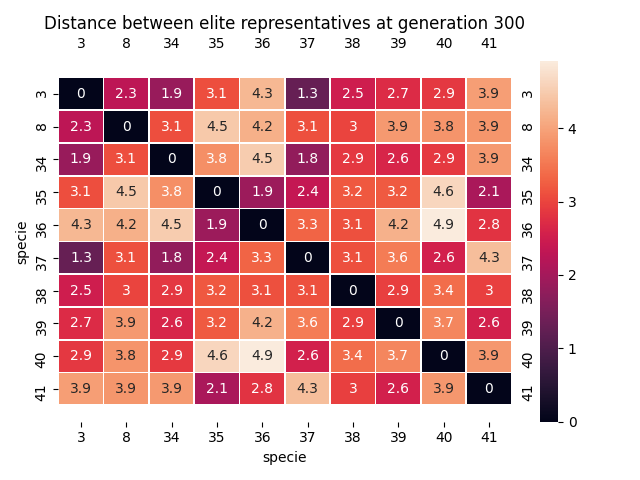 Distance between elite representatives at generation 300
3 8 34 35 36 37 38 39 40 41
3 0 2.3 1.9 3.1 4.3 1.3 2.5 2.7 2.9 3.9 3
8 2.3 0 3.1 4.5 4.2 3.1 3 3.9 3.8 3.9 8
34 1.9 3.1 0 3.8 4.5 1.8 2.9 2.6 2.9 3.9 34
35 3.1 4.5 3.8 0 1.9 2.4 3.2 3.2 4.6 2.1 35
36 4.3 4.2 4.5 1.9 0 3.3 3.1 4.2 4.9 2.8 36
37 1.3 3.1 1.8 2.4 3.3 0 3.1 3.6 2.6 4.3 37
38 2.5 3 2.9 3.2 3.1 3.1 0 2.9 3.4 3 38
39 2.7 3.9 2.6 3.2 4.2 3.6 2.9 0 3.7 2.6 39
40 2.9 3.8 2.9 4.6 4.9 2.6 3.4 3.7 0 3.9 40
41 3.9 3.9 3.9 2.1 2.8 4.3 3 2.6 3.9 0 41
3 8 34 35 36 37 38 39 40 41
specie
specie
4
3
2
1
0